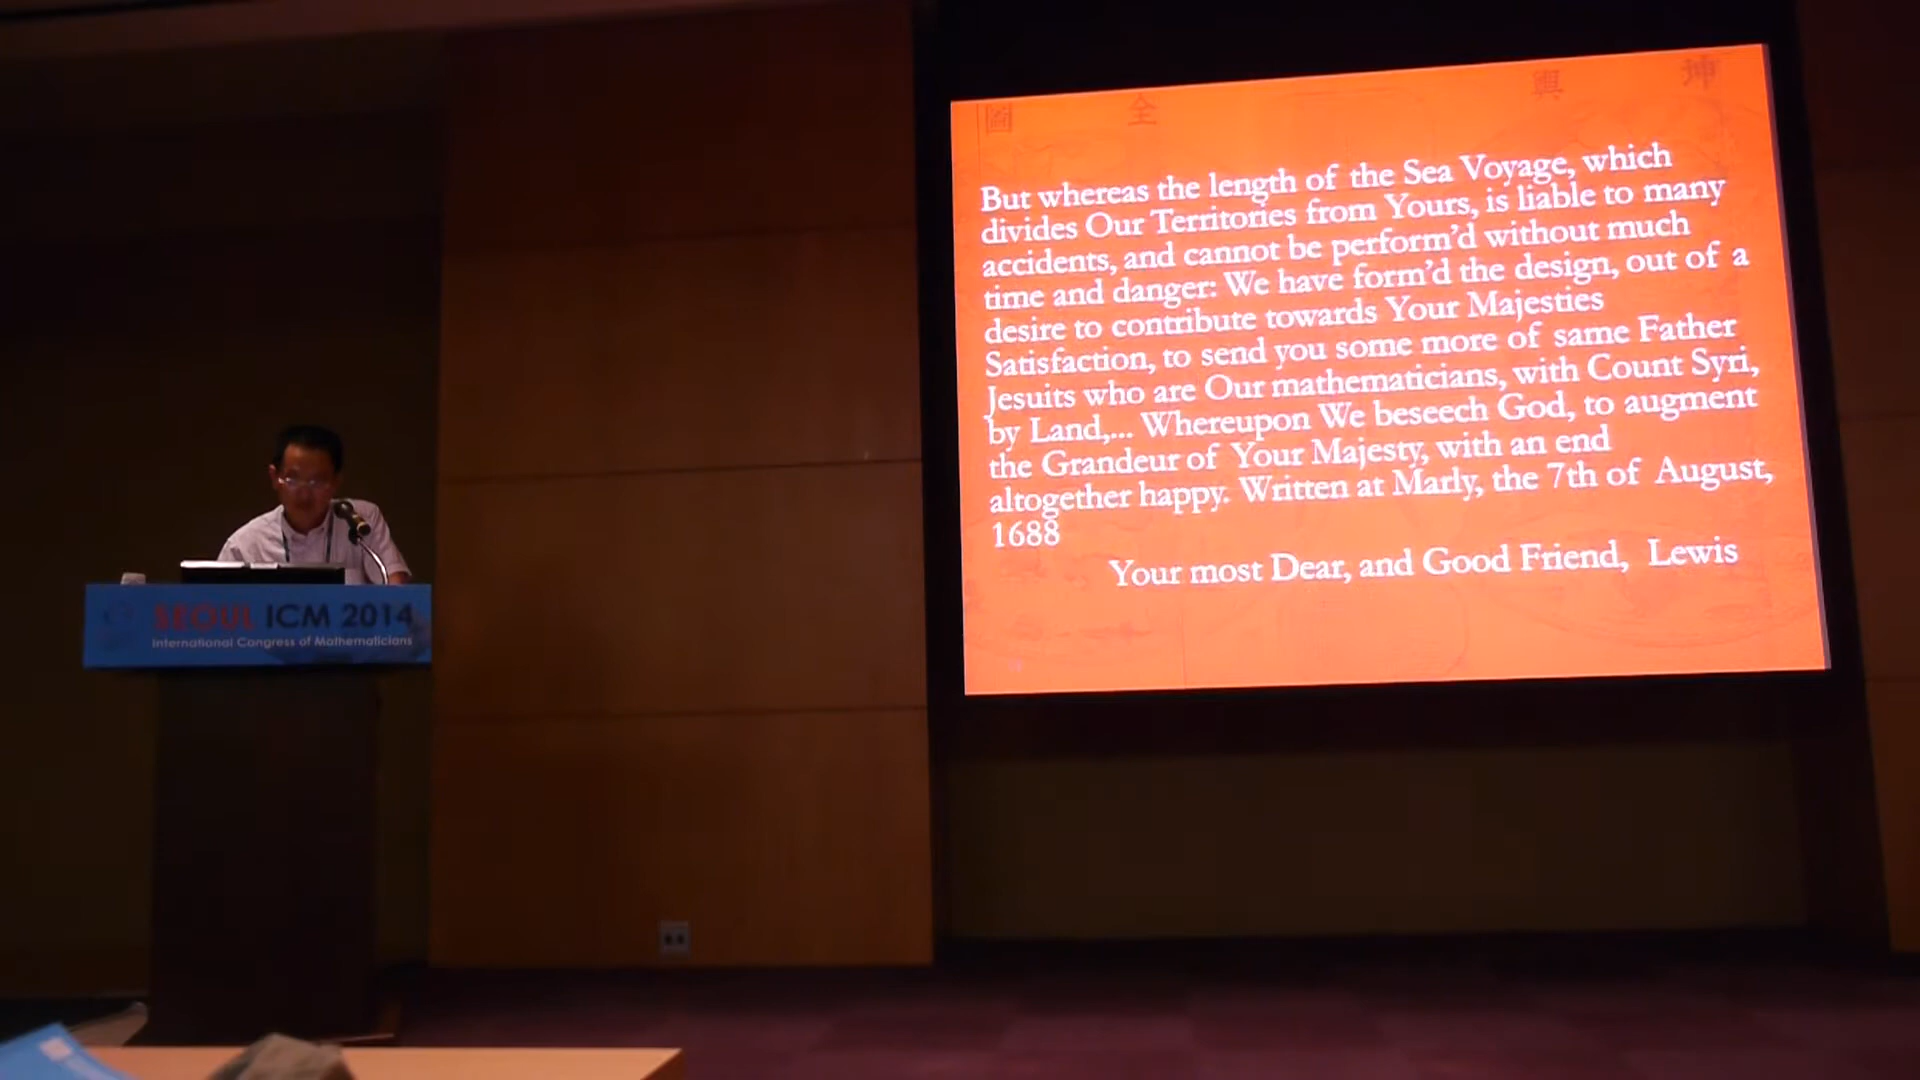 坤
輿
全
圖
But whereas the length of the Sea Voyage, which
divides Our Territories from Yours, is liable to many
accidents, and cannot be perform'd without much
time and danger: We have form'd the design, out of a
desire to contribute towards Your Majesties
Satisfaction, to send you some more of same Father
Jesuits who are Our mathematicians, with Count Syri,
by Land,... Whereupon We beseech God, to augment
the Grandeur of Your Majesty, with an end
altogether happy. Written at Marly, the 7th of August,
1688
Your most Dear, and Good Friend, Lewis
SEOUL ICM 2014
International Congress of Mathematicians